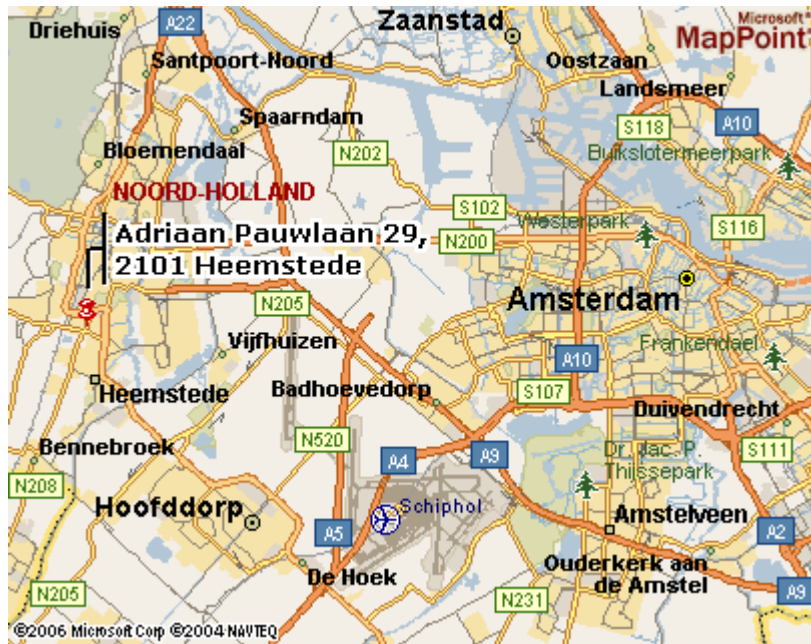 Driehuis
A22
Zaanstad
Microsoft
MapPoint
Santpoort-Noord
Oostzaan
Landsmeer
Spaarndam
S118
A10
Bloemendaal
N202
Buikslotermeerpark
NOORD-HOLLAND
S102
Westerpark
S116
Adriaan Pauwlaan 29,
2101 Heemstede
N200
Amsterdam
N205
Vijfhuizen
Frankendael
A10
Heemstede
Badhoevedorp
S107
Duivendrecht
Bennebroek
N520
A4
A9
Dr. Jac. P.
Thijssepark
S111
N208
Hoofddorp
Schiphol
A5
Amstelveen
A2
De Hoek
Ouderkerk aan
de Amstel
N205
N231
A9
©2006 Microsoft Corp ©2004 NAVTEQ